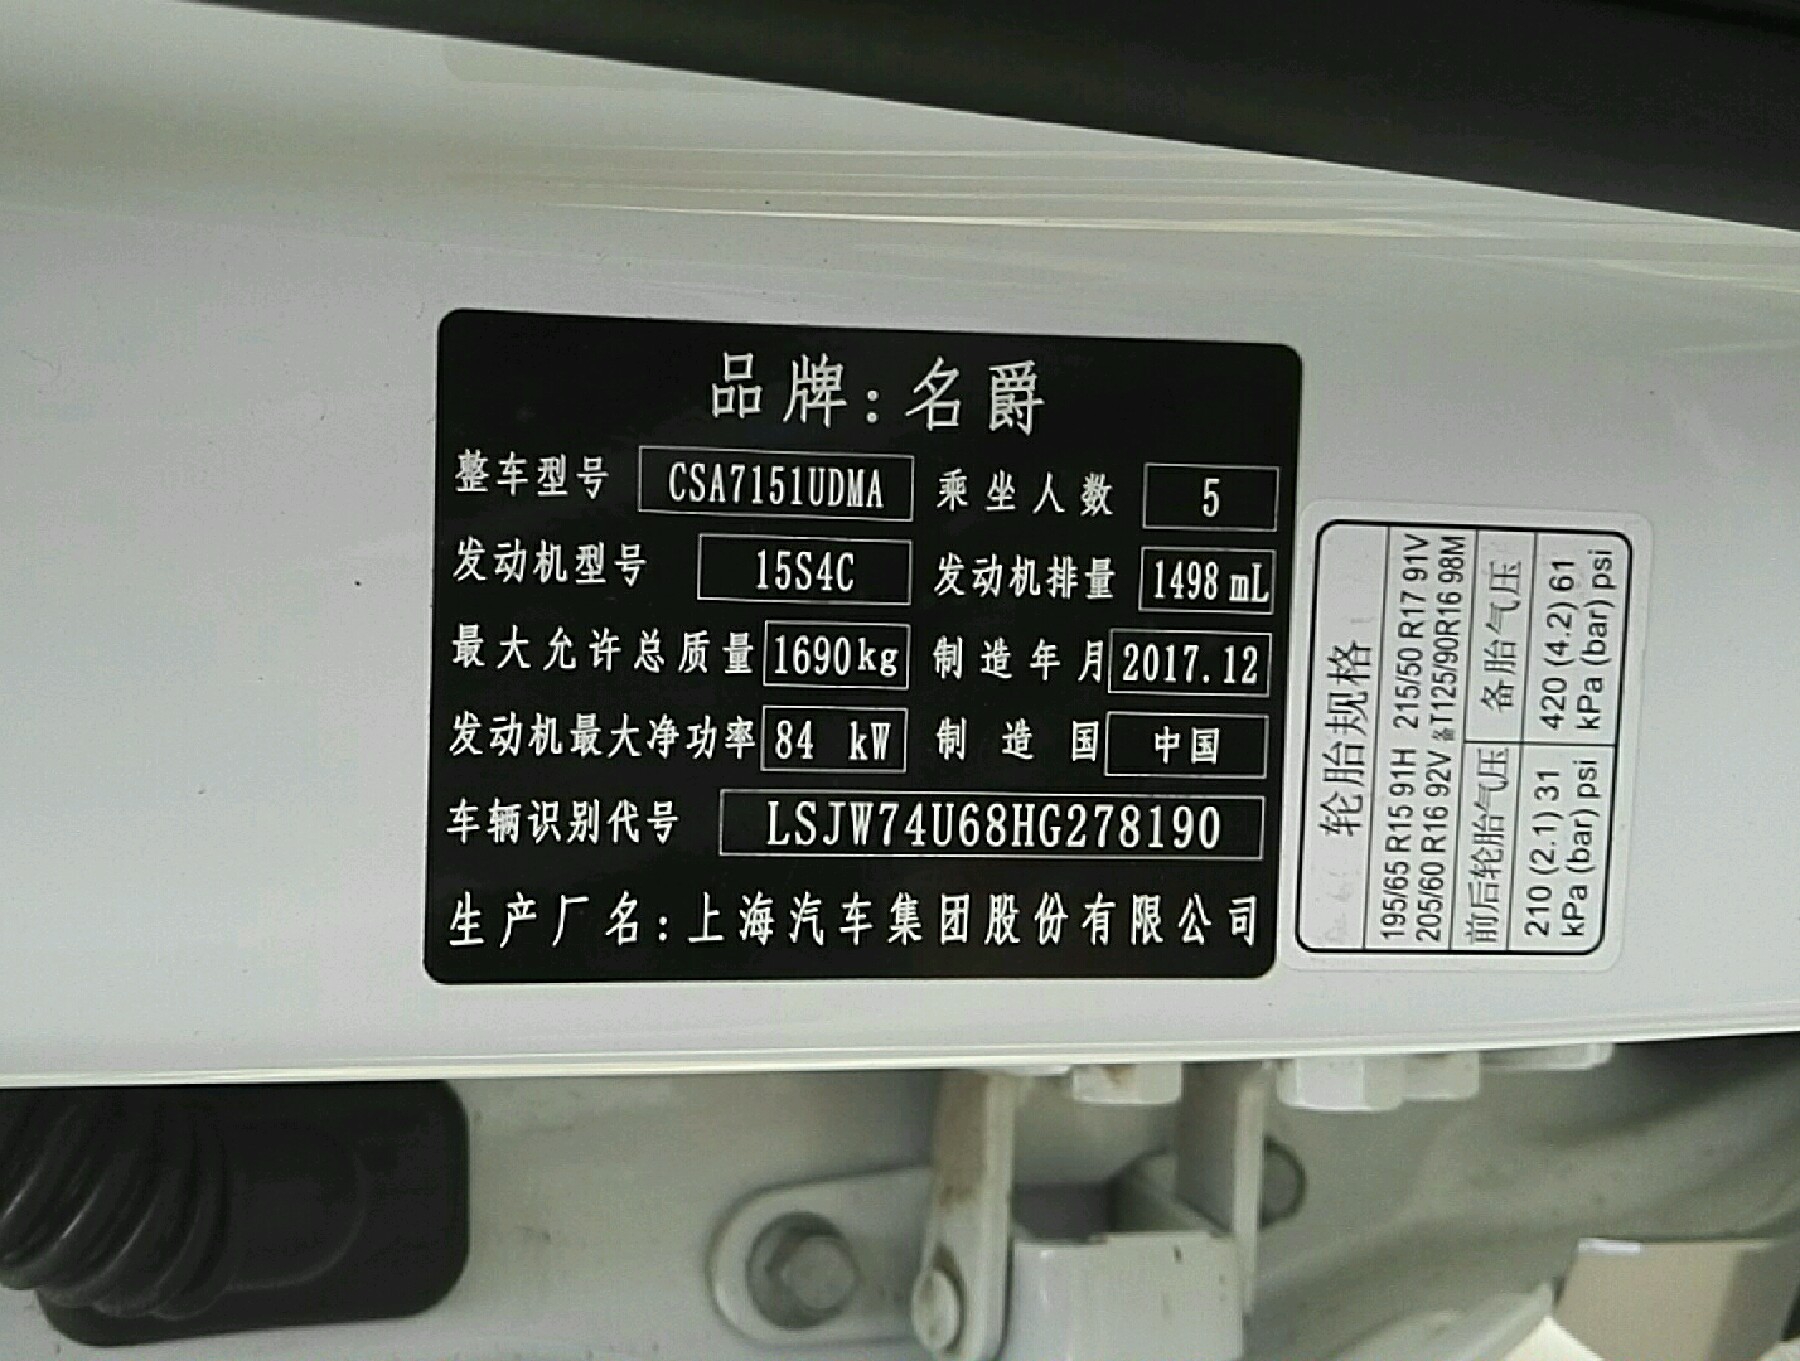 品牌:名爵
整车型号 CSA7151UDMA 乘坐人数 5
发动机型号 15S4C 发动机排量 1498 mL
最大允许总质量 1690kg 制造年月 2017.12
发动机最大净功率 84 kW 制造国 中国
车辆识别代号 LSJW74U68HG278190
生产厂名:上海汽车集团股份有限公司
轮胎规格
195/65 R15 91H 215/50 R17 91V
205/60 R16 92V 备T125/90R16 98M
前后轮胎气压 备胎气压
210 (2.1) 31 420 (4.2) 61
kPa (bar) psi kPa (bar) psi